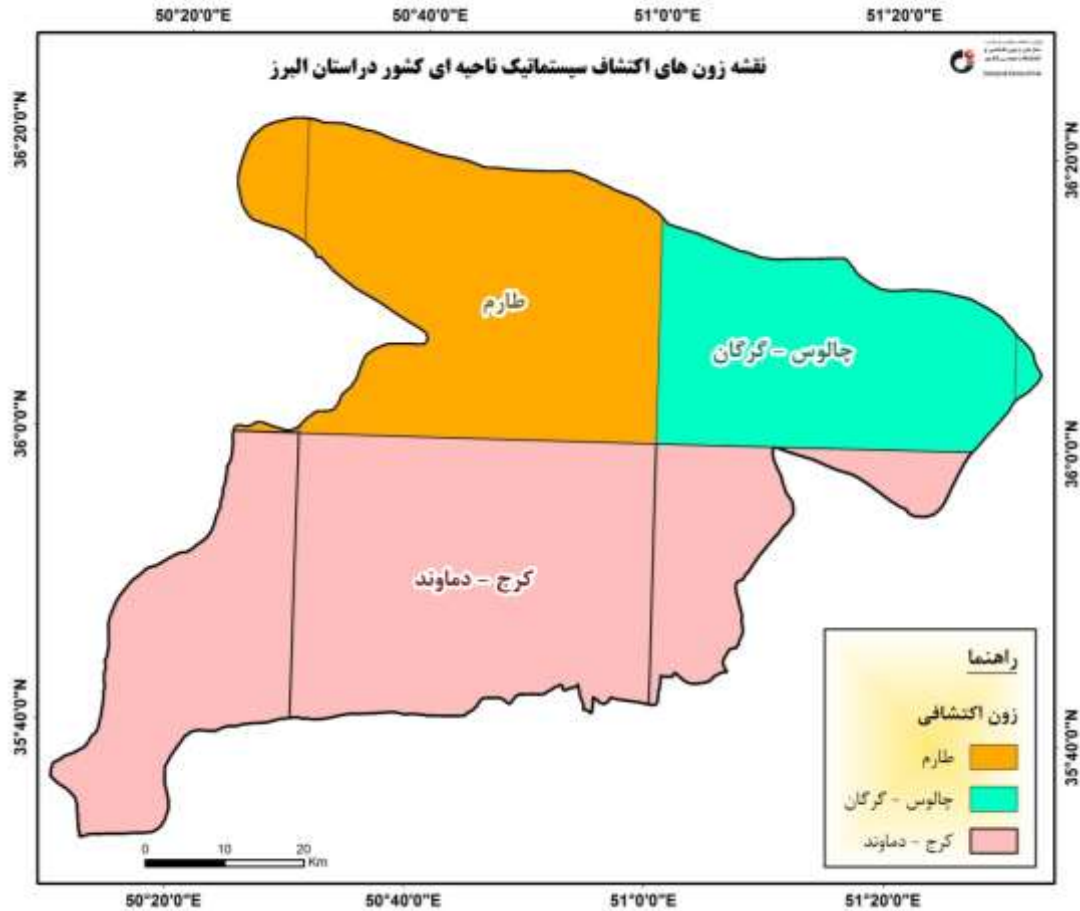 50°20'0"E 50°40'0"E 51°0'0"E 51°20'0"E
نقشه زون های اکتشاف سیستماتیک ناحیه ای کشور در استان البرز
36°20'0"N
36°20'0"N
طارم
چالوس - گرگان
36°0'0"N
36°0'0"N
کرج - دماوند
راهنما
زون اکتشافی
طارم
چالوس - گرگان
کرج - دماوند
35°40'0"N
35°40'0"N
0 10 20
Km
50°20'0"E 50°40'0"E 51°0'0"E 51°20'0"E